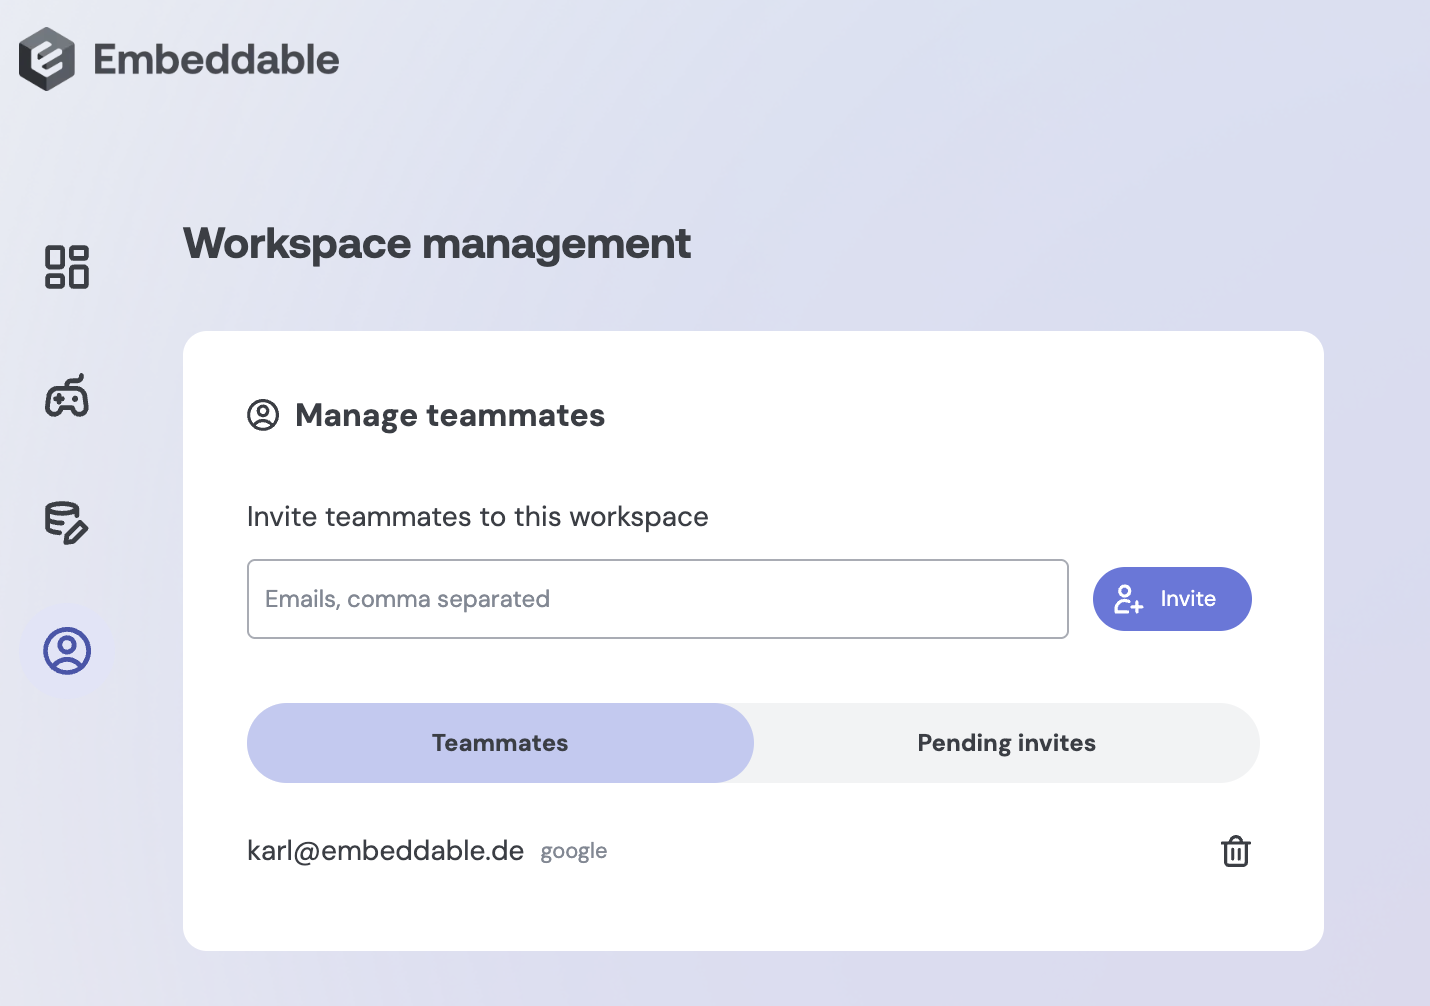 Embeddable
Workspace management
Manage teammates
Invite teammates to this workspace
Emails, comma separated
Invite
Teammates
Pending invites
karl@embeddable.de google